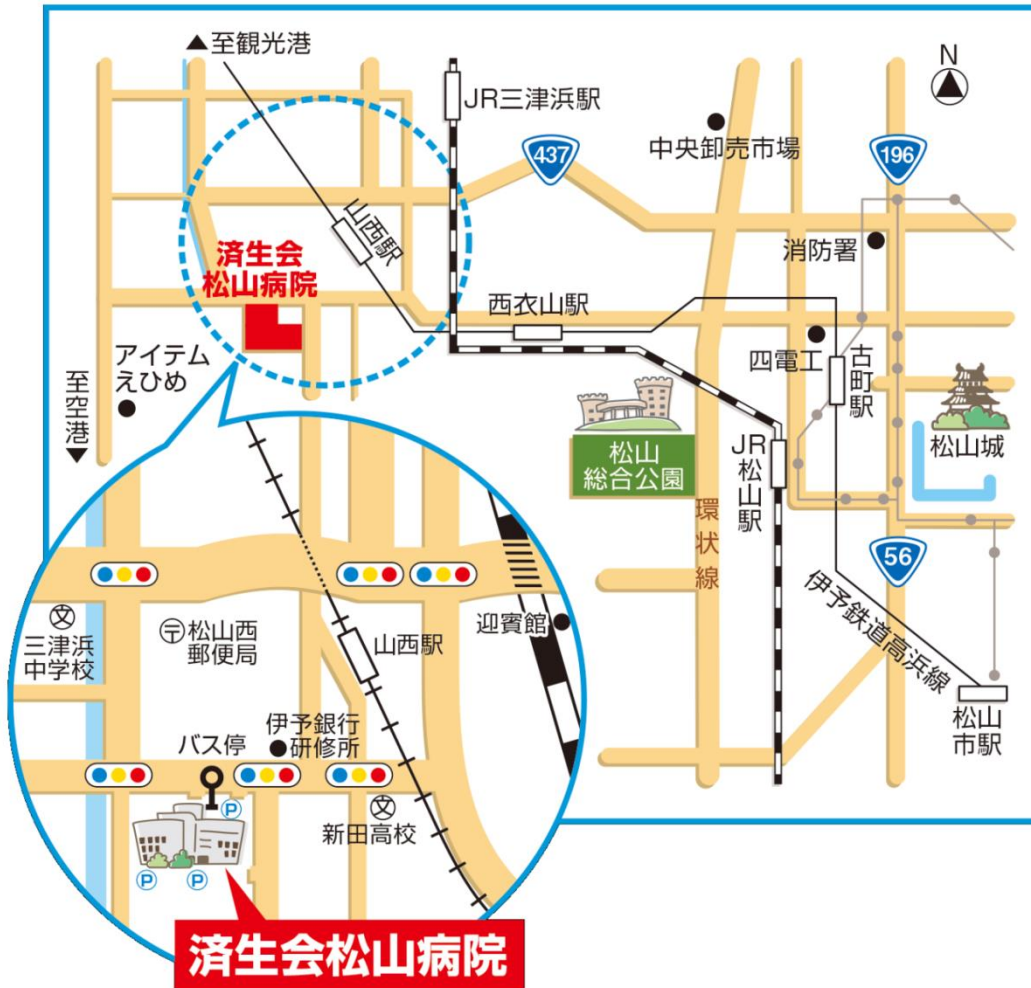 ▲至観光港
N
JR三津浜駅
437
中央卸売市場
196
山西駅
消防署
済生会
松山病院
西衣山駅
四電工
古町駅
アイテム
えひめ
至空港▼
松山城
松山
総合公園
JR松山駅
環状線
56
伊予鉄道高浜線
松山
市駅
文
三津浜
中学校
〒松山西
郵便局
山西駅
迎賓館
伊予銀行
研修所
バス停
P
文
新田高校
P
P
済生会松山病院